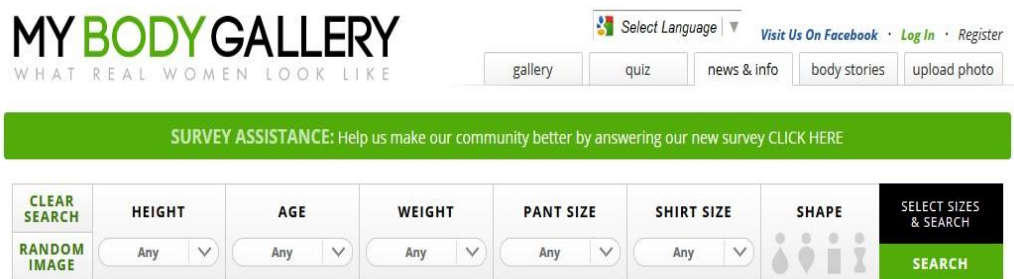 MY BODY GALLERY
WHAT REAL WOMEN LOOK LIKE
Select Language ▼
Visit Us On Facebook · Log In · Register
gallery quiz news & info body stories upload photo
SURVEY ASSISTANCE: Help us make our community better by answering our new survey CLICK HERE
CLEAR SEARCH
RANDOM IMAGE
HEIGHT AGE WEIGHT PANT SIZE SHIRT SIZE SHAPE
Any Any Any Any Any
SELECT SIZES
& SEARCH
SEARCH